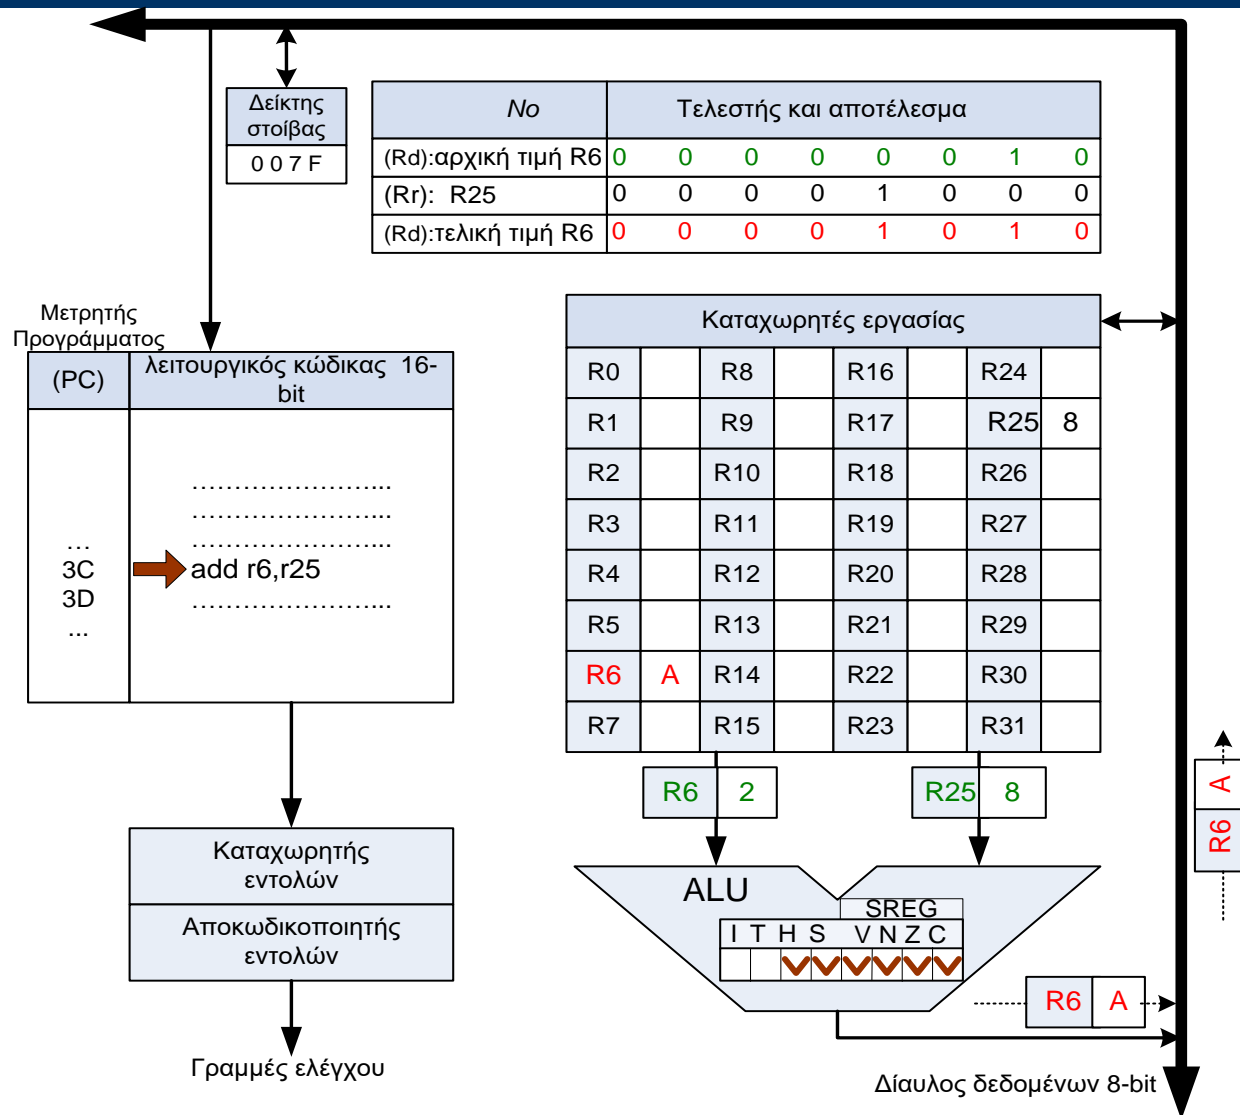 Δείκτης
στοίβας
0 0 7 F
No Τελεστής και αποτέλεσμα
(Rd):αρχική τιμή R6 0 0 0 0 0 0 1 0
(Rr): R25 0 0 0 0 1 0 0 0
(Rd):τελική τιμή R6 0 0 0 0 1 0 1 0
Μετρητής
Προγράμματος
(PC)
λειτουργικός κώδικας 16-
bit
……………………...
……………………...
……………………...
...
3C add r6,r25
3D ……………………...
...
Καταχωρητές εργασίας
R0 R8 R16 R24
R1 R9 R17 R25 8
R2 R10 R18 R26
R3 R11 R19 R27
R4 R12 R20 R28
R5 R13 R21 R29
R6 A R14 R22 R30
R7 R15 R23 R31
R6 2
R25 8
R6 A
Καταχωρητής
εντολών
Αποκωδικοποιητής
εντολών
Γραμμές ελέγχου
ALU
SREG
I T H S V N Z C
R6 A
Δίαυλος δεδομένων 8-bit